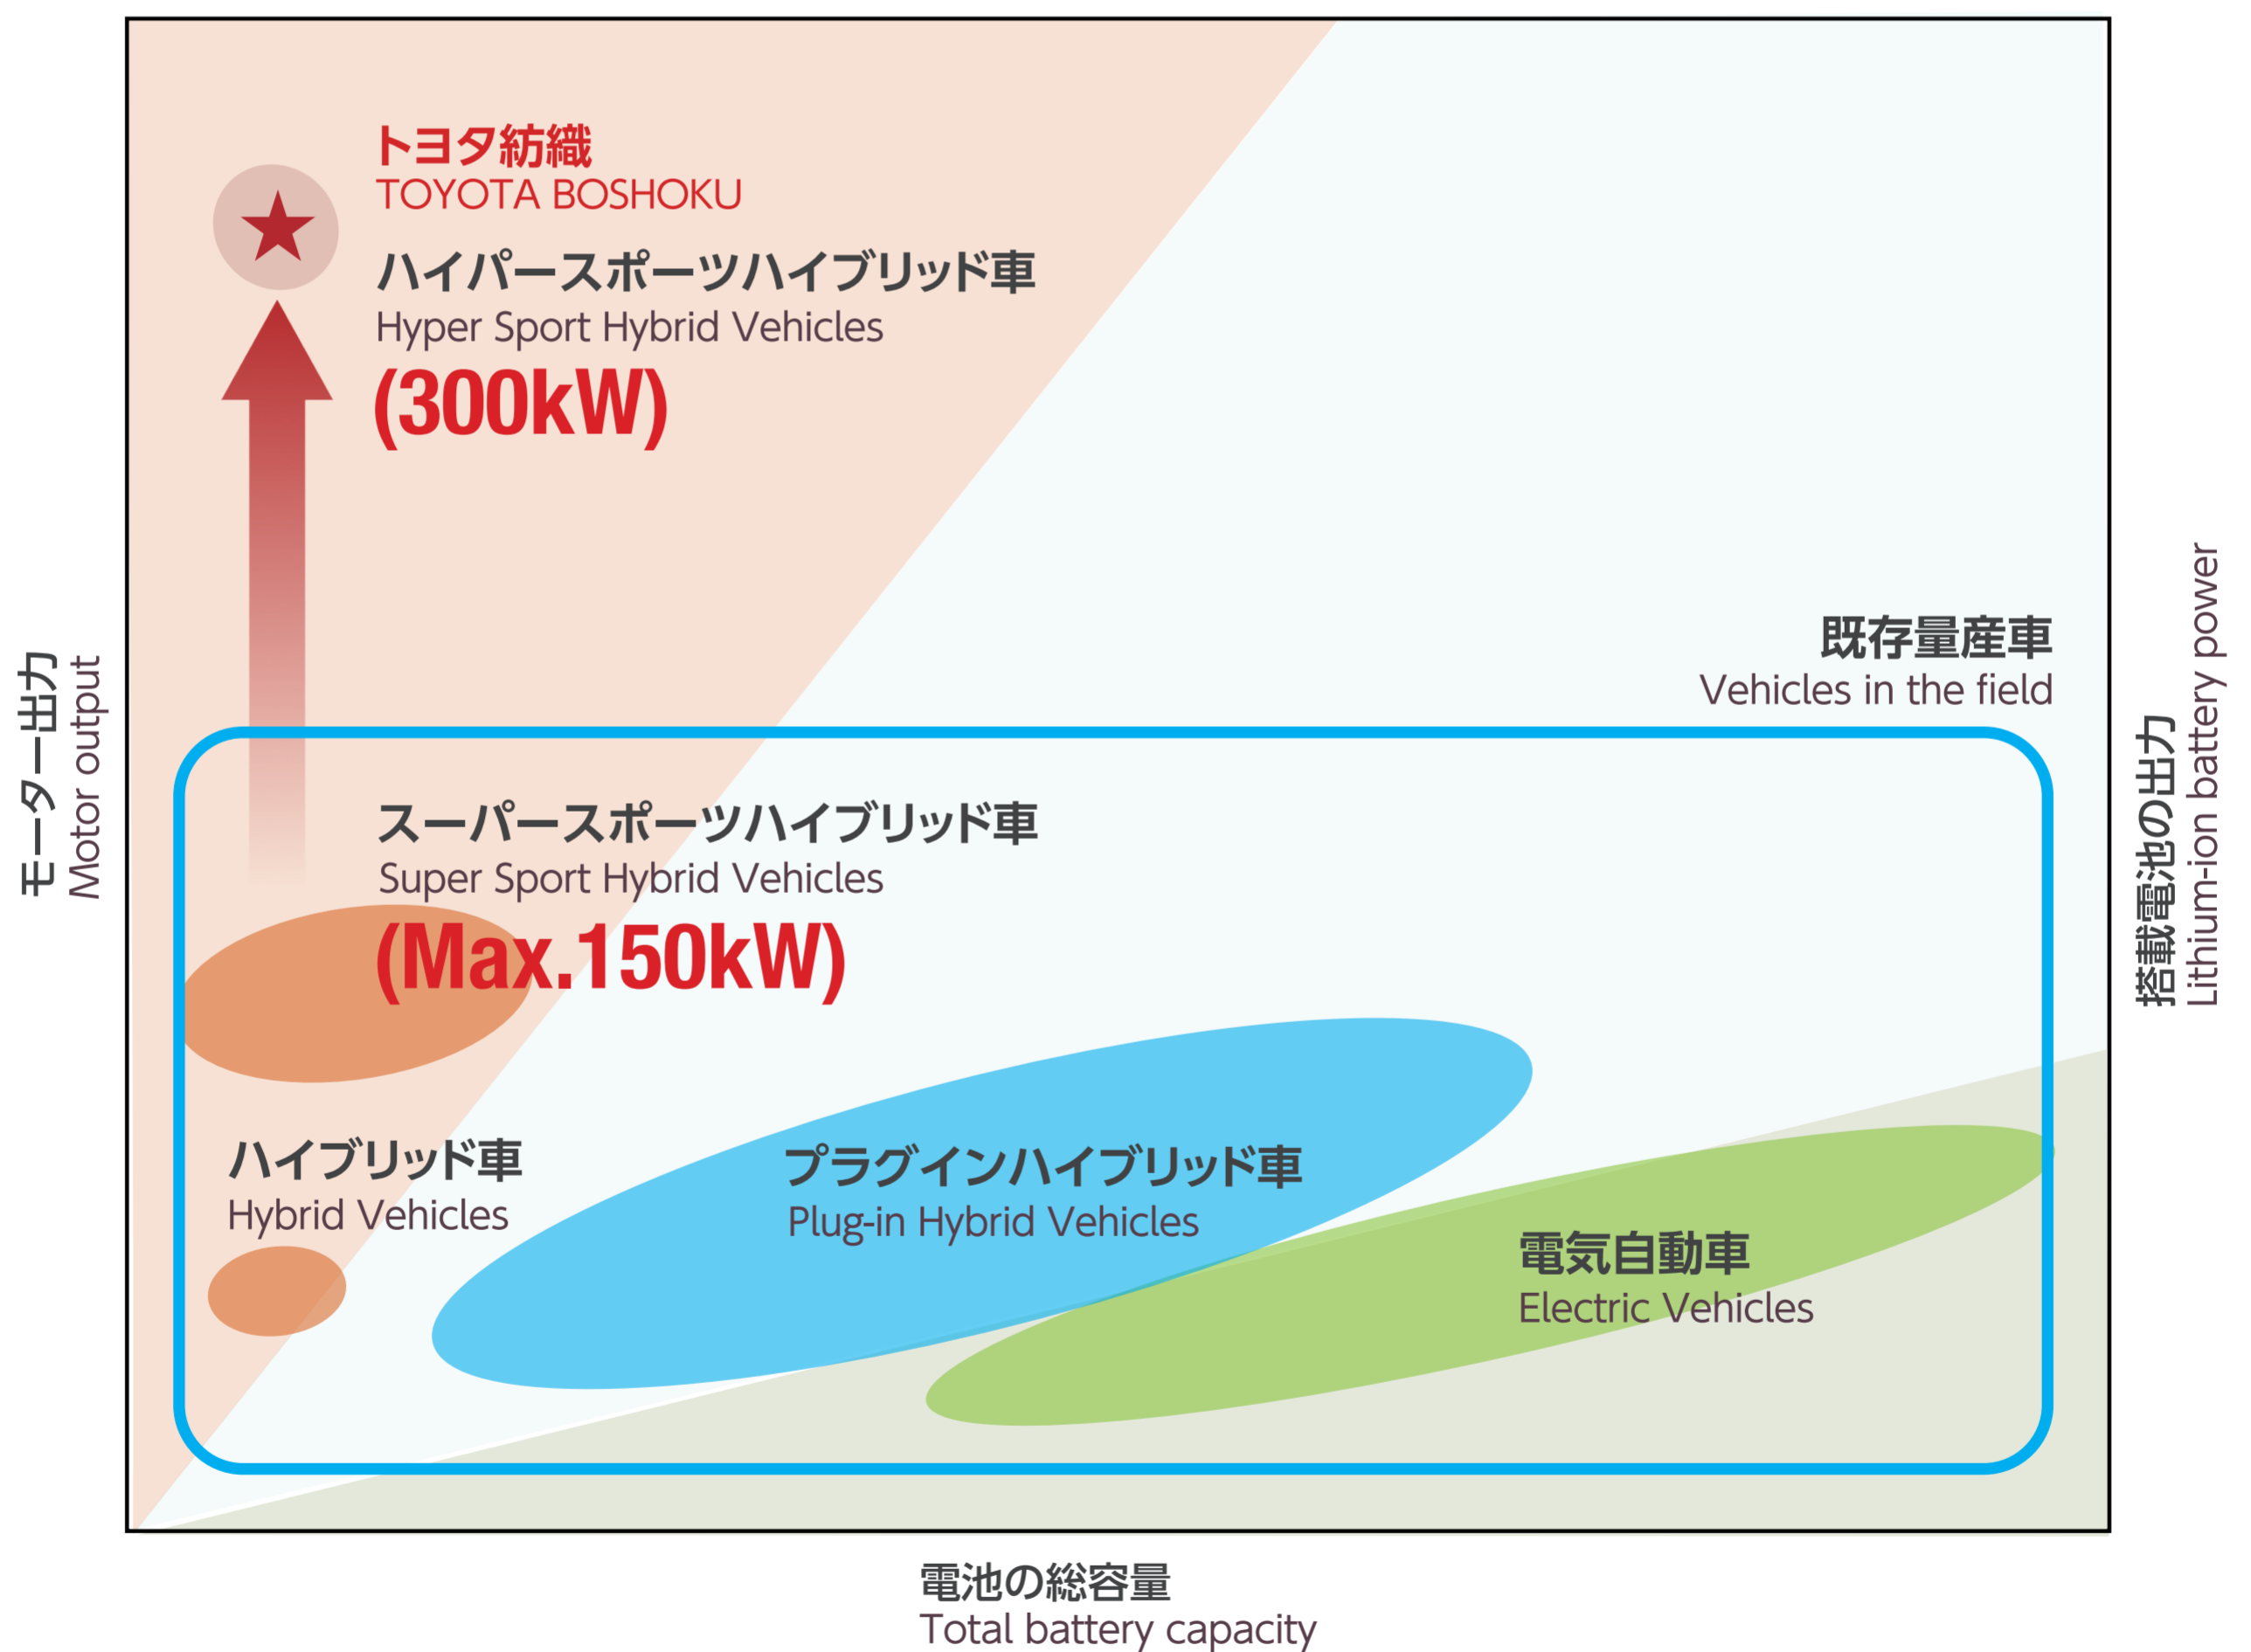 トヨタ紡織
TOYOTA BOSHOKU
ハイパースポーツハイブリッド車
Hyper Sport Hybrid Vehicles
(300kW)
既存量産車
Vehicles in the field
スーパースポーツハイブリッド車
Super Sport Hybrid Vehicles
(Max.150kW)
ハイブリッド車
Hybrid Vehicles
プラグインハイブリッド車
Plug-in Hybrid Vehicles
電気自動車
Electric Vehicles
モーター出力
Motor output
搭載電池の出力
Lithium-ion battery power
電池の総容量
Total battery capacity